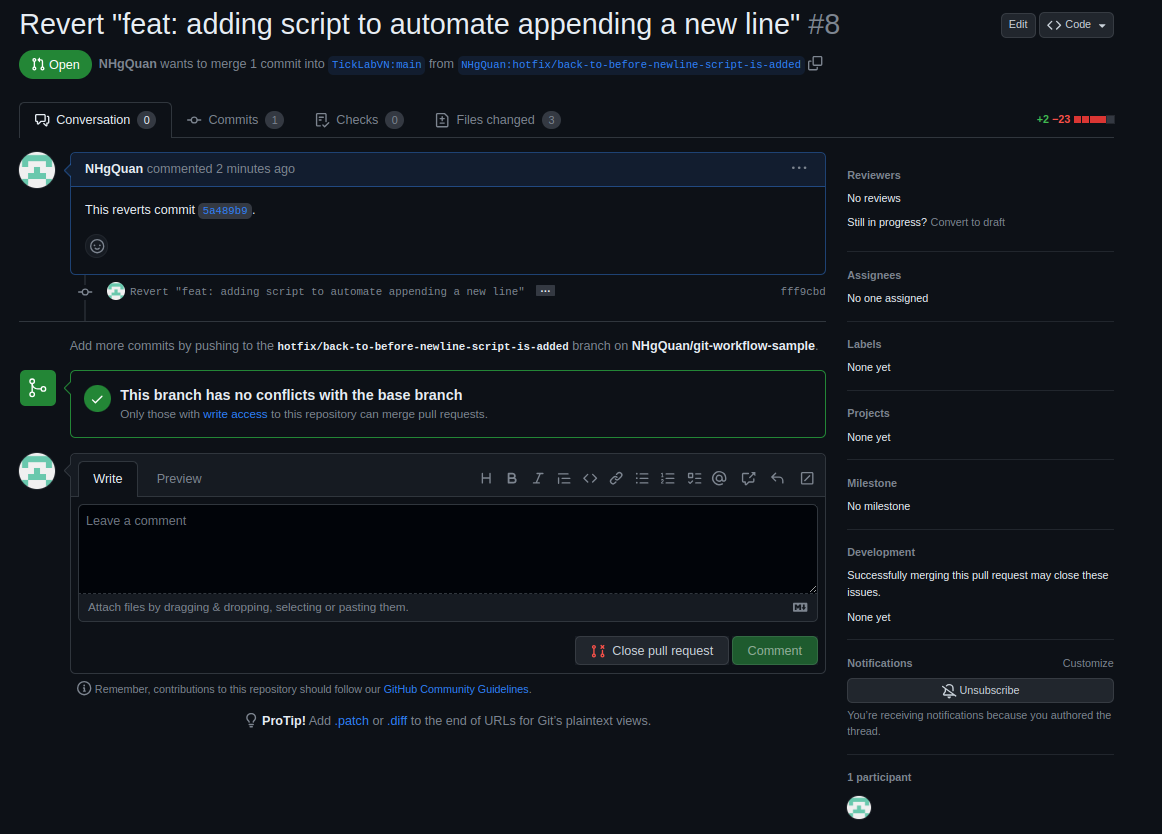 Revert "feat: adding script to automate appending a new line" #8
Edit
Code
Open
NHgQuan wants to merge 1 commit into TickLabVN:main from NHgQuan:hotfix/back-to-before-newline-script-is-added
Conversation 0
Commits 1
Checks 0
Files changed 3
+2 −23
NHgQuan commented 2 minutes ago
This reverts commit 5a489b9.
Revert "feat: adding script to automate appending a new line" ...
fff9cbd
Add more commits by pushing to the hotfix/back-to-before-newline-script-is-added branch on NHgQuan/git-workflow-sample.
This branch has no conflicts with the base branch
Only those with write access to this repository can merge pull requests.
Write
Preview
Leave a comment
Attach files by dragging & dropping, selecting or pasting them.
Close pull request
Comment
Remember, contributions to this repository should follow our GitHub Community Guidelines.
ProTip! Add .patch or .diff to the end of URLs for Git's plaintext views.
Reviewers
No reviews
Still in progress? Convert to draft
Assignees
No one assigned
Labels
None yet
Projects
None yet
Milestone
No milestone
Development
Successfully merging this pull request may close these
issues.
None yet
Notifications
Customize
Unsubscribe
You're receiving notifications because you authored the
thread.
1 participant